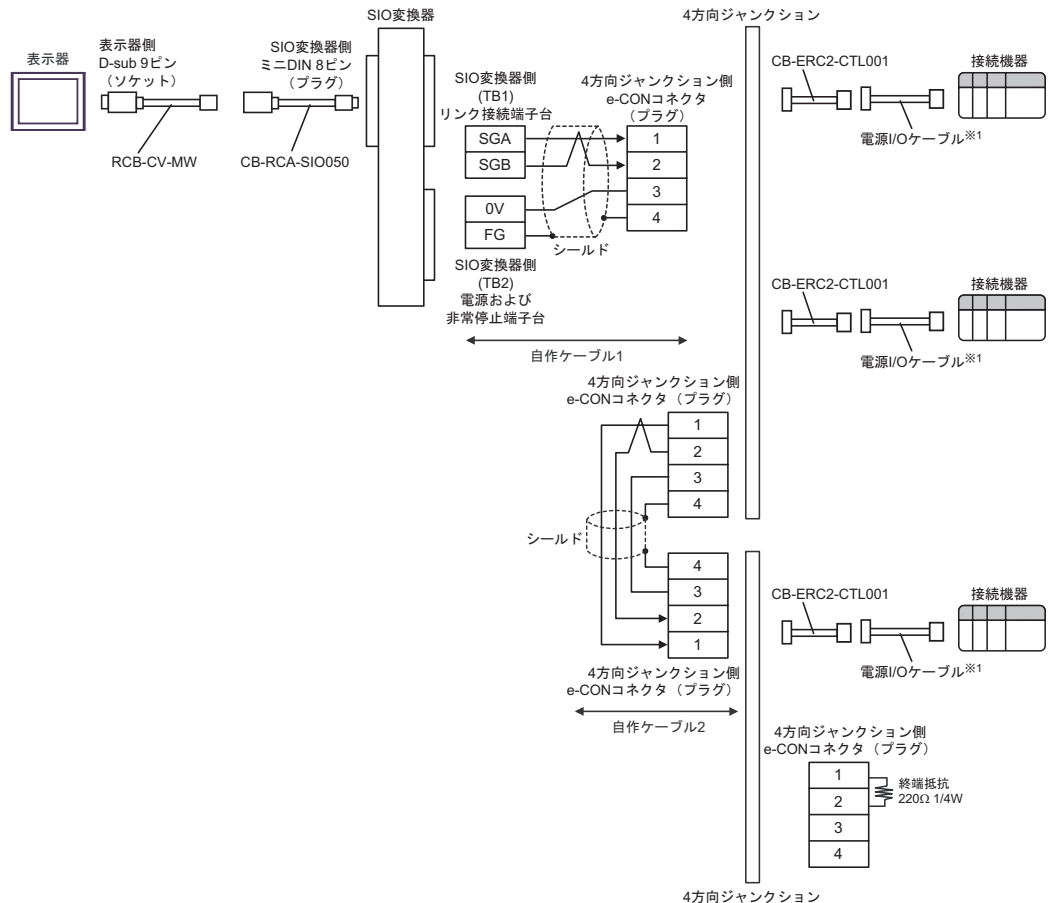 SIO変換器
4方向ジャンクション
表示器
表示器側
D-sub 9ピン
（ソケット）
SIO変換器側
ミニDIN 8ピン
（プラグ）
RCB-CV-MW
CB-RCA-SIO050
SIO変換器側
(TB1)
リンク接続端子台
4方向ジャンクション側
e-CONコネクタ
（プラグ）
SGA
SGB
0V
FG
1
2
3
4
シールド
SIO変換器側
(TB2)
電源および
非常停止端子台
自作ケーブル1
CB-ERC2-CTL001
接続機器
電源I/Oケーブル※1
CB-ERC2-CTL001
接続機器
電源I/Oケーブル※1
4方向ジャンクション側
e-CONコネクタ（プラグ）
1
2
3
4
シールド
4
3
2
1
4方向ジャンクション側
e-CONコネクタ（プラグ）
自作ケーブル2
CB-ERC2-CTL001
接続機器
電源I/Oケーブル※1
4方向ジャンクション側
e-CONコネクタ（プラグ）
1
2
3
4
終端抵抗
220Ω 1/4W
4方向ジャンクション